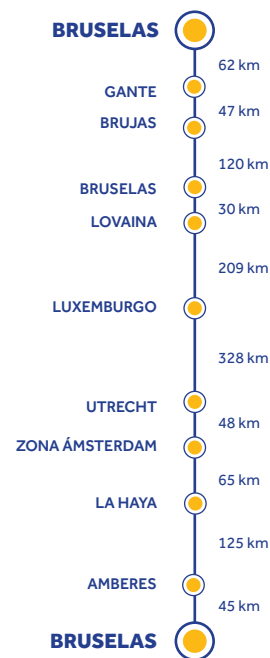 BRUSELAS
62 km
GANTE
47 km
BRUJAS
120 km
BRUSELAS
30 km
LOVAINA
209 km
LUXEMBURGO
328 km
UTRECHT
48 km
ZONA ÁMSTERDAM
65 km
LA HAYA
125 km
AMBERES
45 km
BRUSELAS